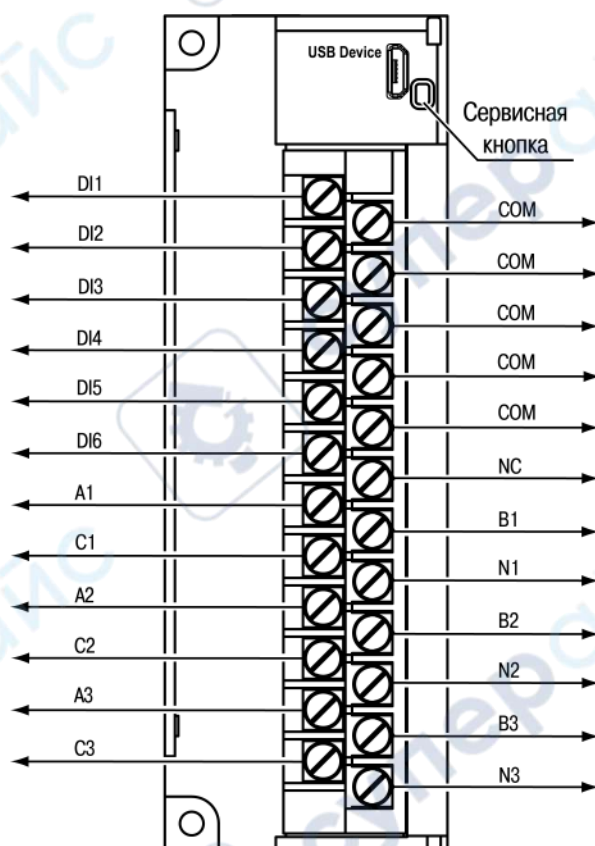 USB Device
Сервисная
кнопка
DI1
COM
DI2
COM
DI3
COM
DI4
COM
DI5
COM
DI6
NC
A1
B1
C1
N1
A2
B2
C2
N2
A3
B3
C3
N3